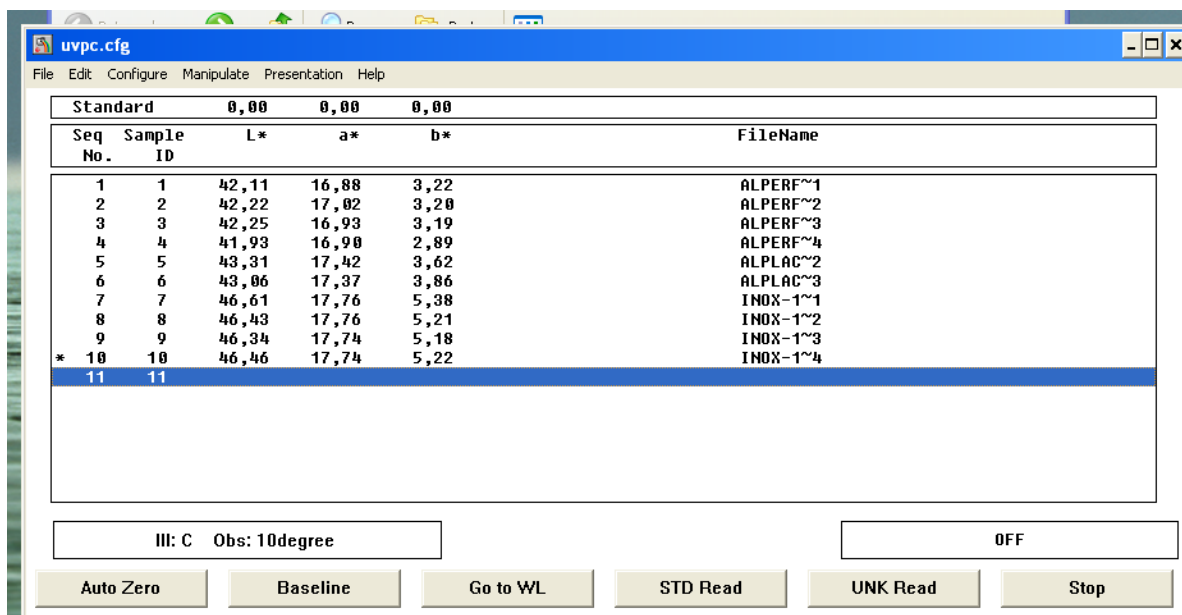 uvpc.cfg
File Edit Configure Manipulate Presentation Help
Standard 0,00 0,00 0,00
Seq Sample L* a* b* FileName
No. ID
1 1 42,11 16,88 3,22 ALPERF~1
2 2 42,22 17,02 3,20 ALPERF~2
3 3 42,25 16,93 3,19 ALPERF~3
4 4 41,93 16,90 2,89 ALPERF~4
5 5 43,31 17,42 3,62 ALPLAC~2
6 6 43,06 17,37 3,86 ALPLAC~3
7 7 46,61 17,76 5,38 INOX-1~1
8 8 46,43 17,76 5,21 INOX-1~2
9 9 46,34 17,74 5,18 INOX-1~3
* 10 10 46,46 17,74 5,22 INOX-1~4
11 11
Ill: C Obs: 10degree
OFF
Auto Zero Baseline Go to WL STD Read UNK Read Stop